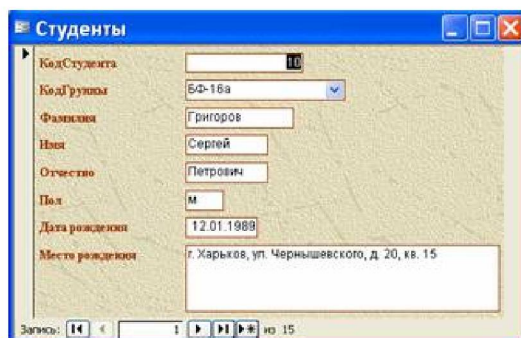 Студенты
КодСтудента 10
КодГруппы БФ-16а
Фамилия Григоров
Имя Сергей
Отчество Петрович
Пол м
Дата рождения 12.01.1989
Место рождения г. Харьков, ул. Чернышевского, д. 20, кв. 15
Запись: 1 из 15